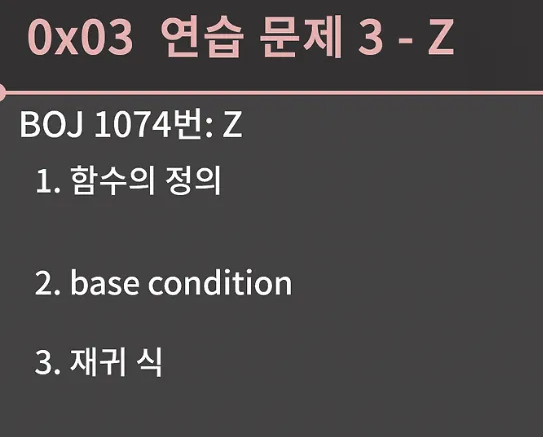 0x03 연습 문제 3 - Z
BOJ 1074번: Z
1. 함수의 정의
2. base condition
3. 재귀 식